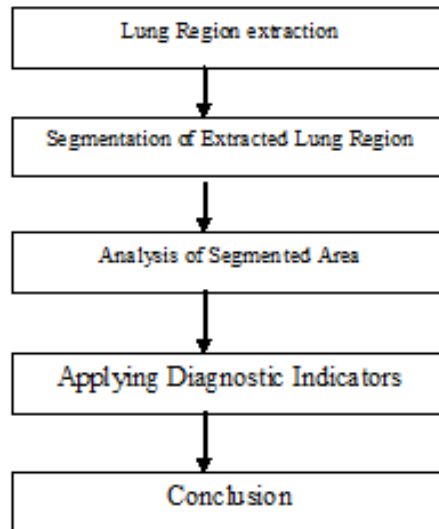 Lung Region extraction
Segmentation of Extracted Lung Region
Analysis of Segmented Area
Applying Diagnostic Indicators
Conclusion